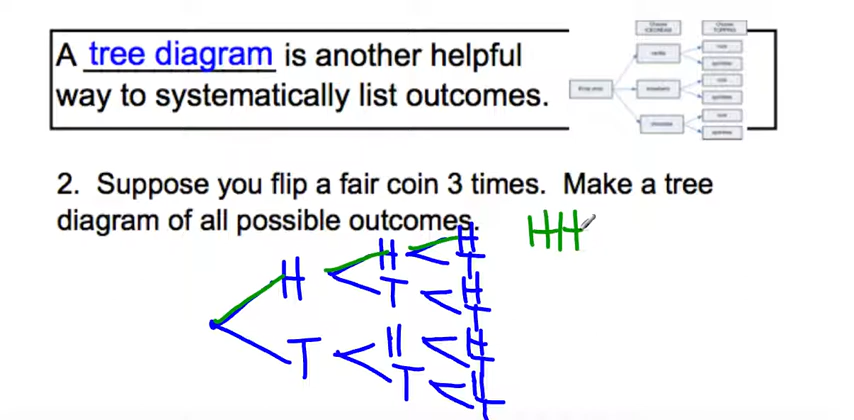 A tree diagram is another helpful
way to systematically list outcomes.
2. Suppose you flip a fair coin 3 times. Make a tree
diagram of all possible outcomes.
HHH
H H H
T
T H
T
T H H
T
T H
T